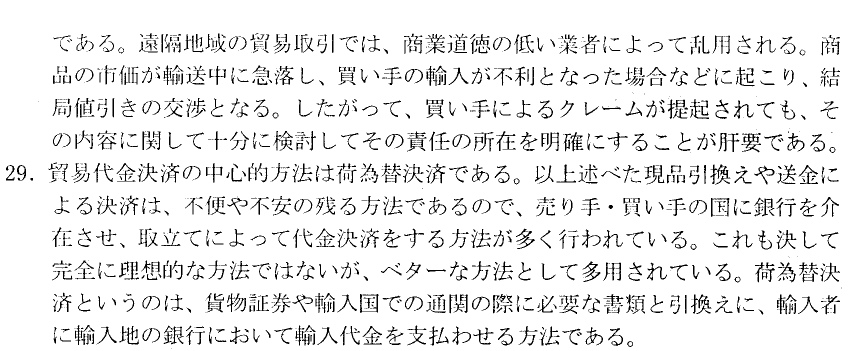 である。遠隔地域の貿易取引では、商業道徳の低い業者によって乱用される。商
品の市価が輸送中に急落し、買い手の輸入が不利となった場合などに起こり、結
局値引きの交渉となる。したがって、買い手によるクレームが提起されても、そ
の内容に関して十分に検討してその責任の所在を明確にすることが肝要である。
29．貿易代金決済の中心的方法は荷為替決済である。以上述べた現品引換えや送金に
よる決済は、不便や不安の残る方法であるので、売り手・買い手の国に銀行を介
在させ、取立てによって代金決済をする方法が多く行われている。これも決して
完全に理想的な方法ではないが、ベターな方法として多用されている。荷為替決
済というのは、貨物証券や輸入国での通関の際に必要な書類と引換えに、輸入者
に輸入地の銀行において輸入代金を支払わせる方法である。